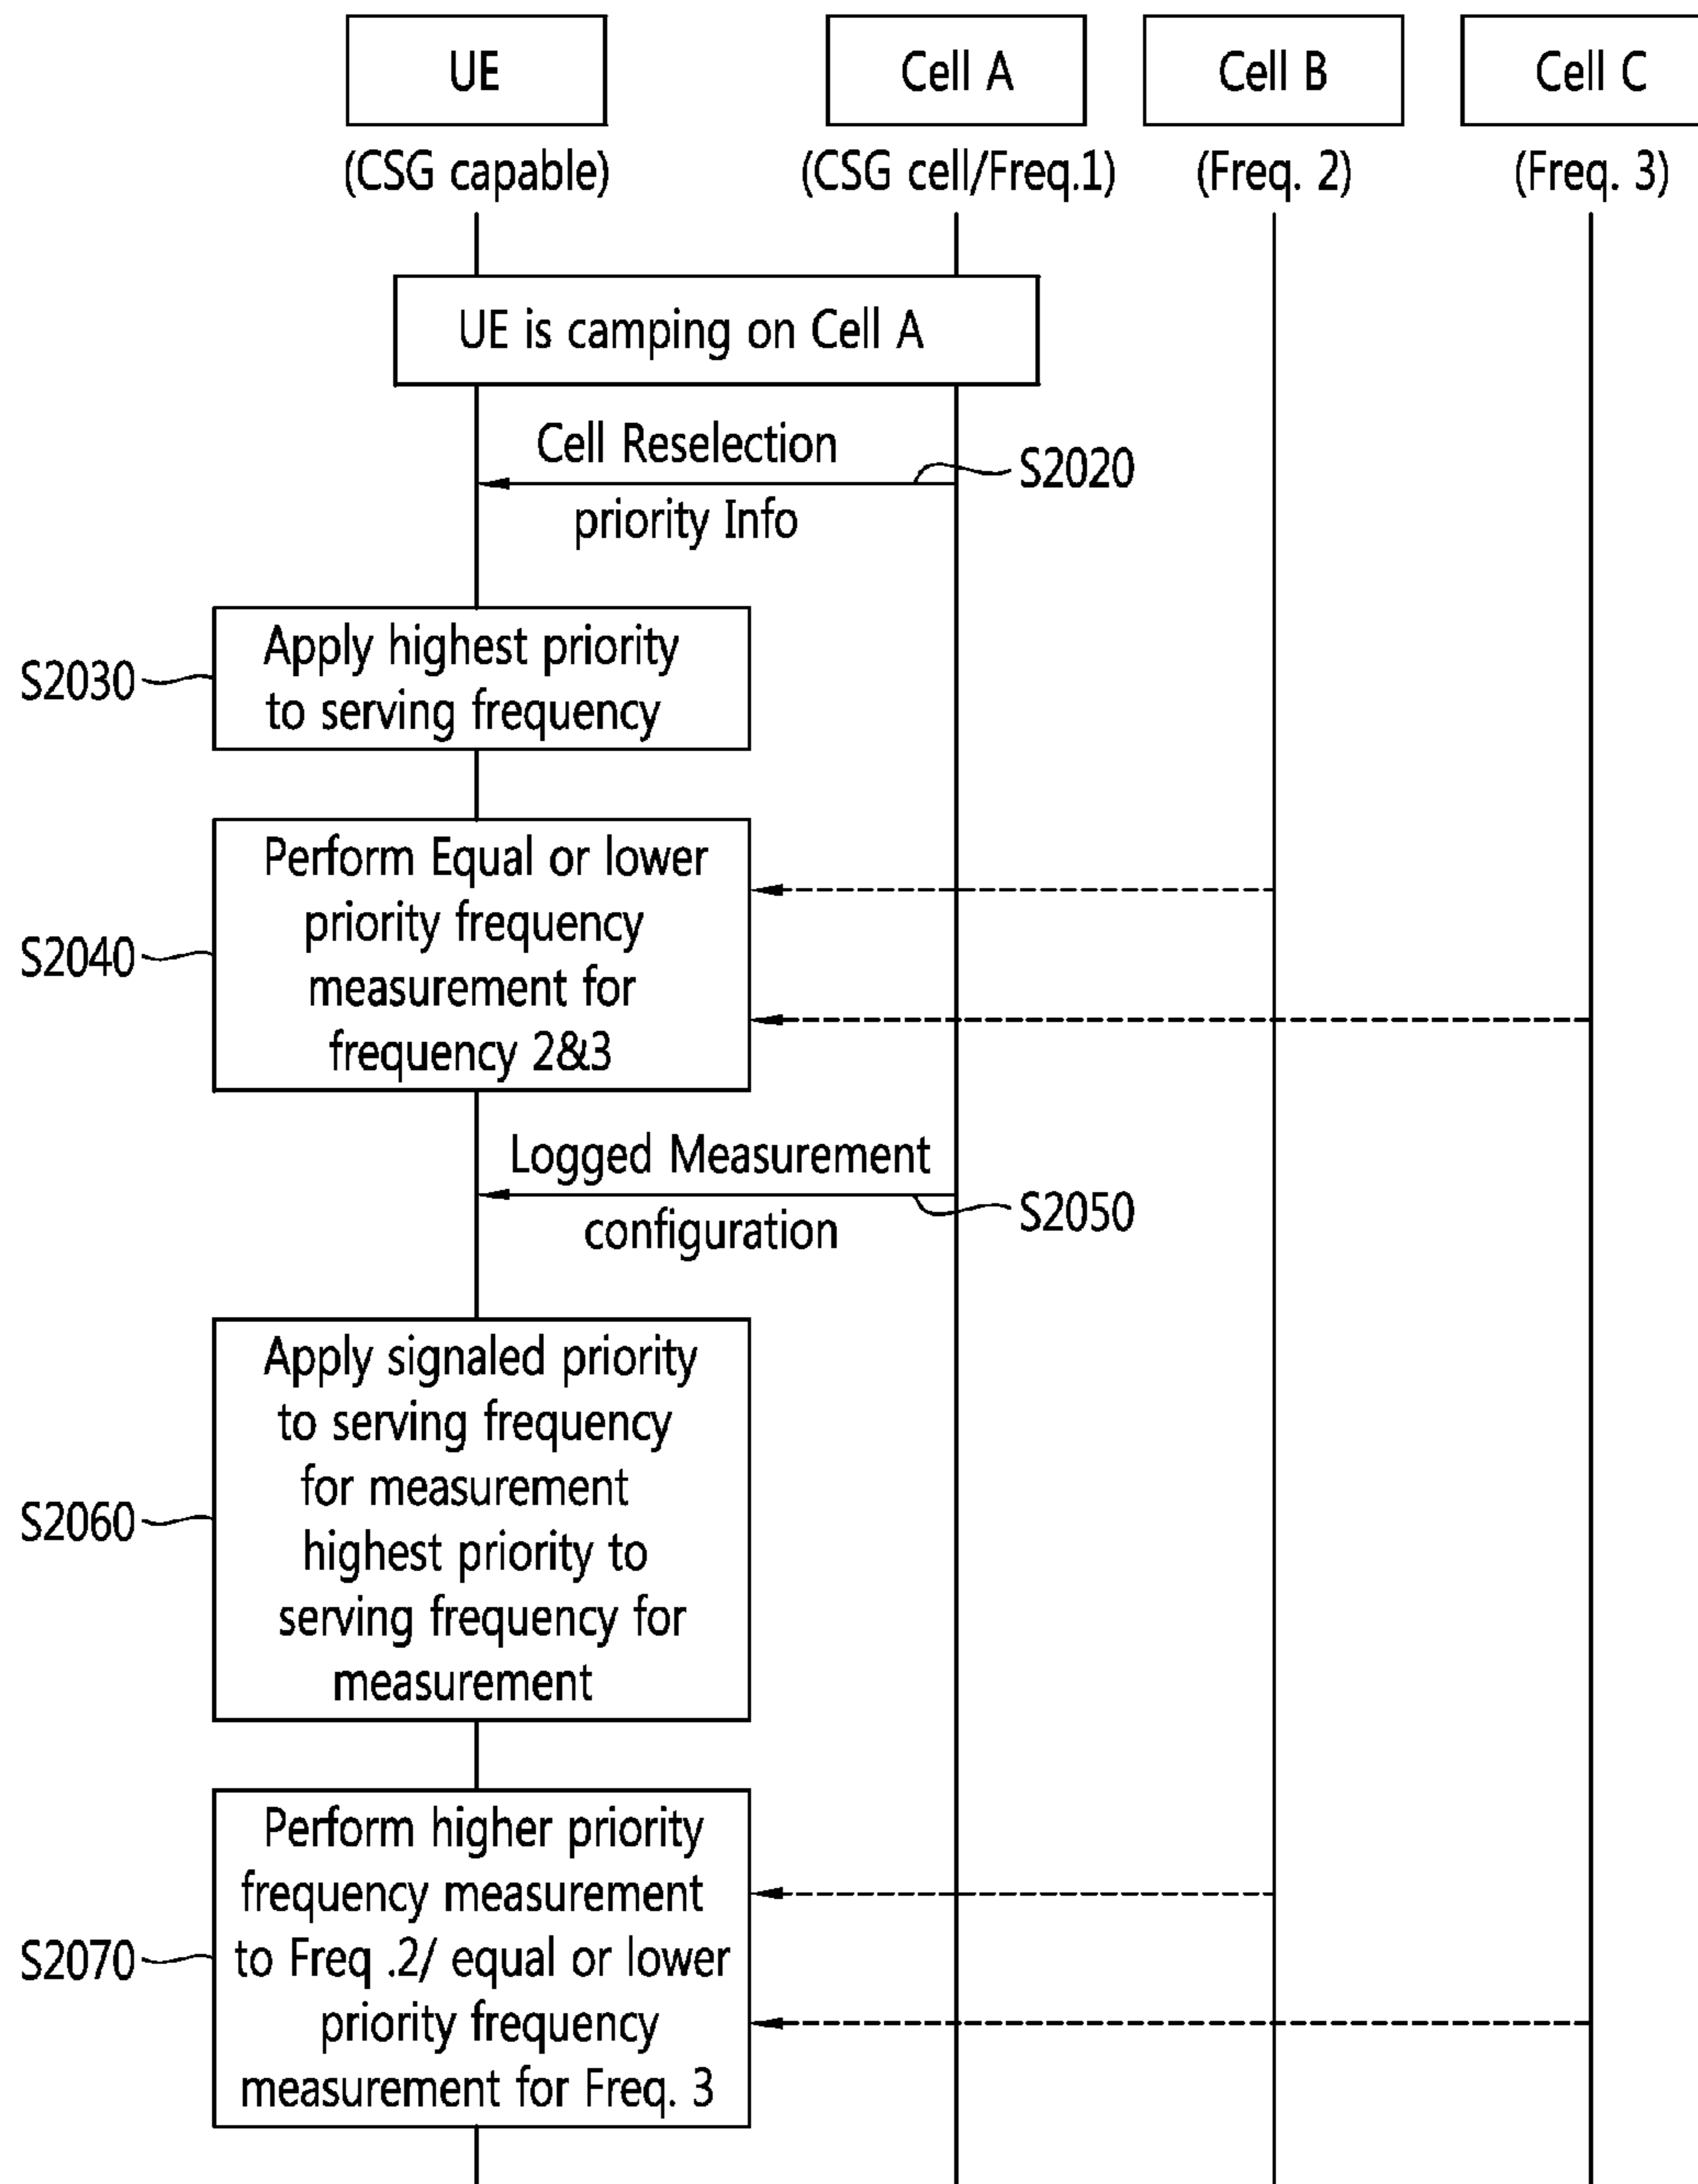 UE
Cell A
Cell B
Cell C
(CSG capable)
(CSG cell/Freq.1)
(Freq. 2)
(Freq. 3)
UE is camping on Cell A
Cell Reselection
priority Info
S2020
S2030
Apply highest priority
to serving frequency
S2040
Perform Equal or lower
priority frequency
measurement for
frequency 2&3
Logged Measurement
configuration
S2050
S2060
Apply signaled priority
to serving frequency
for measurement
highest priority to
serving frequency for
measurement
S2070
Perform higher priority
frequency measurement
to Freq .2/ equal or lower
priority frequency
measurement for Freq. 3